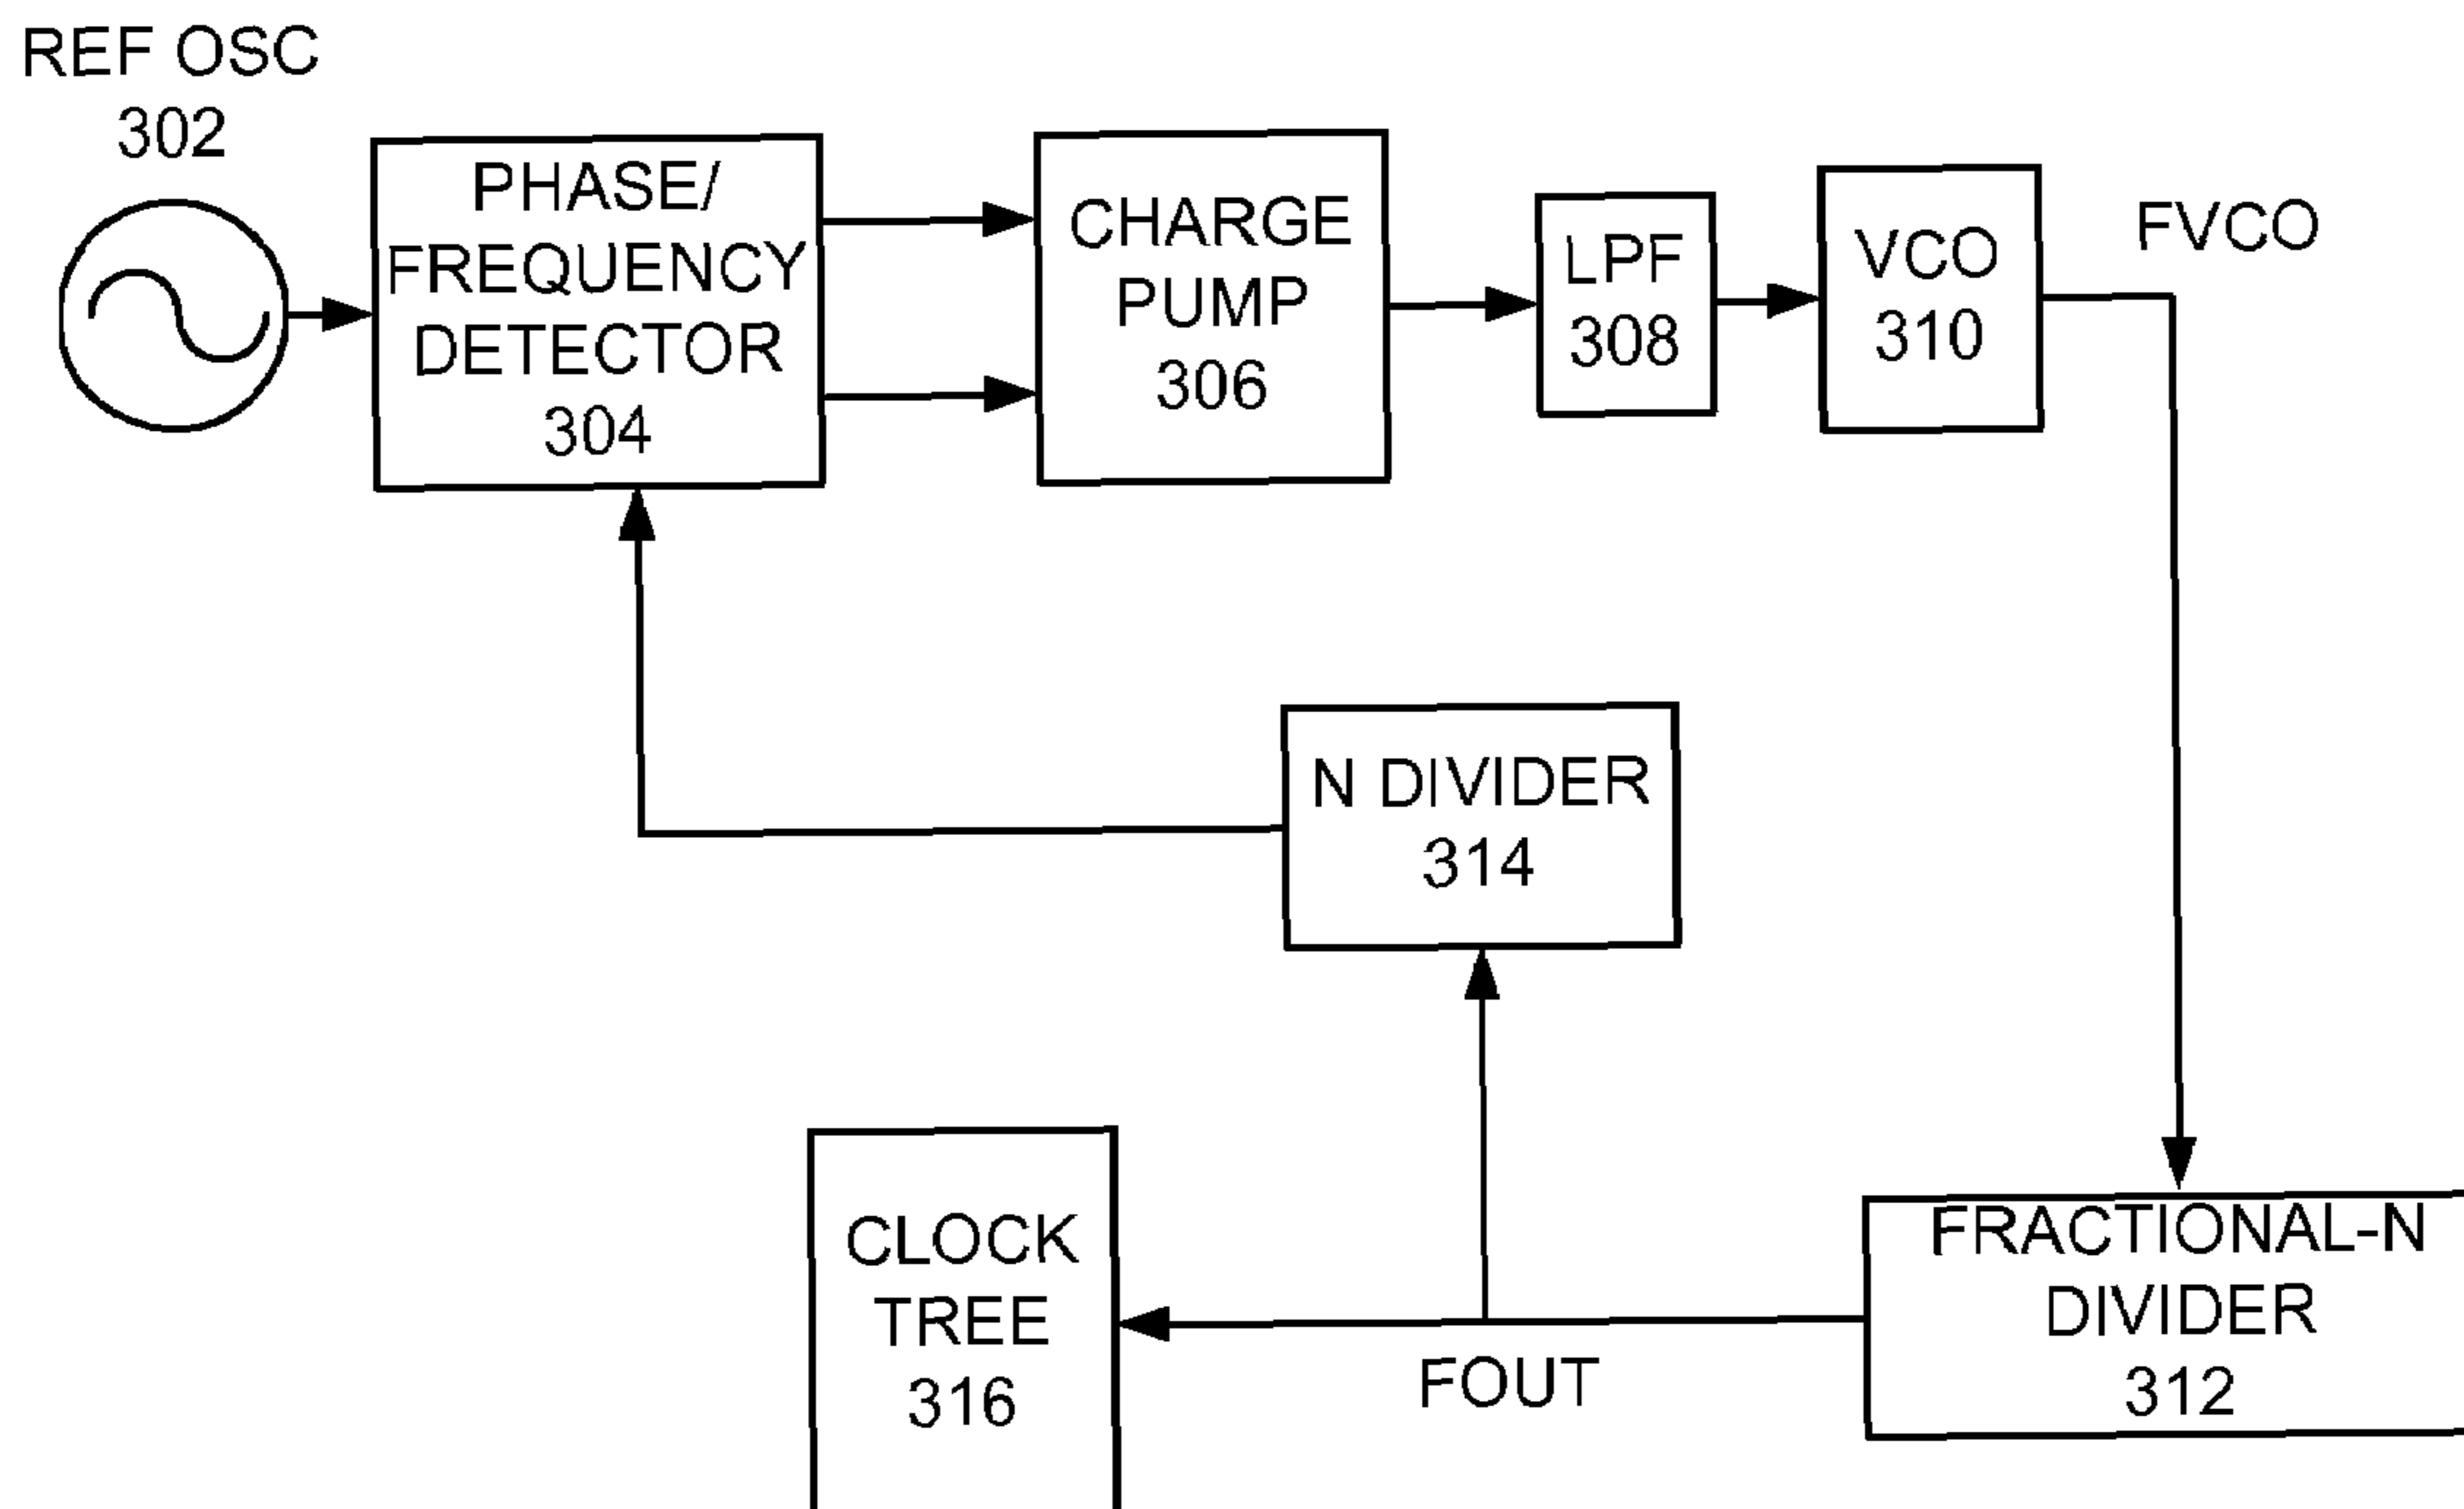 REF OSC
302
PHASE/
FREQUENCY
DETECTOR
304
CHARGE
PUMP
306
LPF
308
VCO
310
FVCO
N DIVIDER
314
CLOCK
TREE
316
FOUT
FRACTIONAL-N
DIVIDER
312